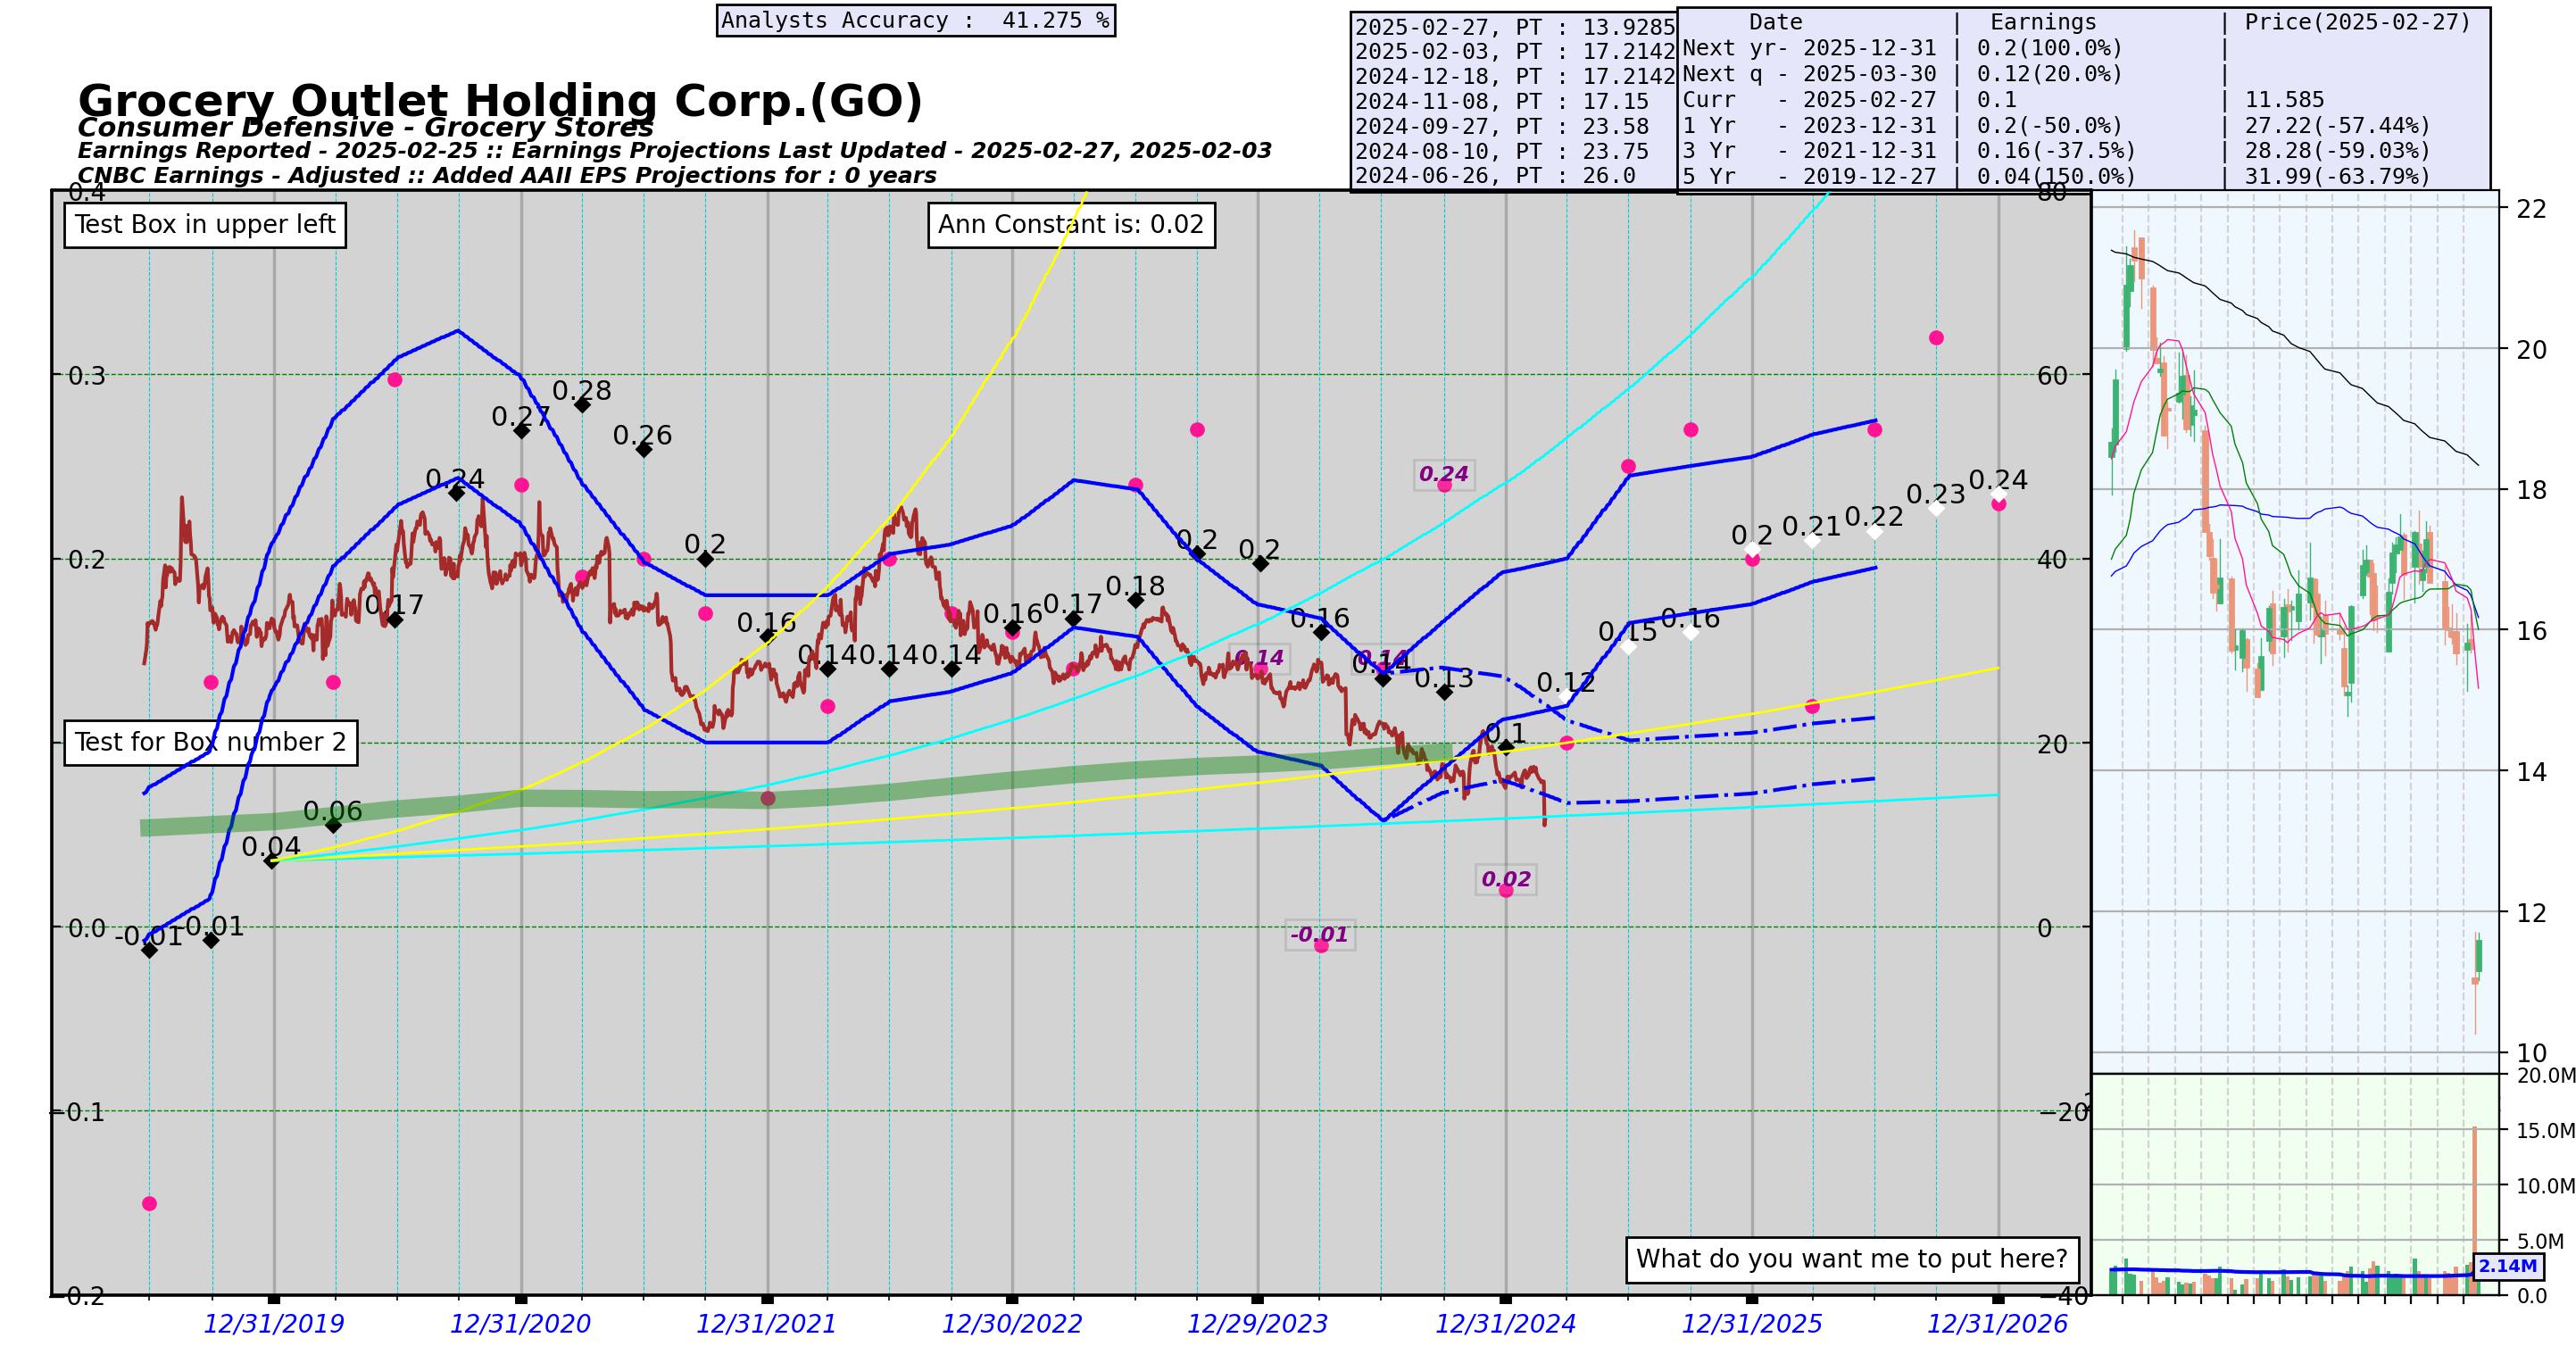 Analysts Accuracy :  41.275 %
2025-02-27, PT : 13.9285
2025-02-03, PT : 17.2142
2024-12-18, PT : 17.2142
2024-11-08, PT : 17.15
2024-09-27, PT : 23.58
2024-08-10, PT : 23.75
2024-06-26, PT : 26.0
Date | Earnings | Price(2025-02-27)
Next yr- 2025-12-31 | 0.2(100.0%) |
Next q - 2025-03-30 | 0.12(20.0%) |
Curr - 2025-02-27 | 0.1 | 11.585
1 Yr - 2023-12-31 | 0.2(-50.0%) | 27.22(-57.44%)
3 Yr - 2021-12-31 | 0.16(-37.5%) | 28.28(-59.03%)
5 Yr - 2019-12-27 | 0.04(150.0%) | 31.99(-63.79%)
Grocery Outlet Holding Corp.(GO)
Consumer Defensive - Grocery Stores
Earnings Reported - 2025-02-25 :: Earnings Projections Last Updated - 2025-02-27, 2025-02-03
CNBC Earnings - Adjusted :: Added AAII EPS Projections for : 0 years
0.4
80
Test Box in upper left
Ann Constant is: 0.02
22
20
18
16
14
12
10
0.3
60
0.28
0.27
0.26
0.24
0.24
0.24
0.23
0.22
0.21
0.2
0.2
40
0.2
0.2
0.2
0.18
0.17
0.17
0.16
0.16
0.16
0.16
0.15
0.14
0.14
0.14
0.14
0.14
0.14
0.13
0.12
0.1
20
Test for Box number 2
0.06
0.04
0.02
0.0
0
-0.01
-0.01
-0.01
−0.1
−20
−0.2
−40
What do you want me to put here?
20.0M
15.0M
10.0M
5.0M
2.14M
0.0
12/31/2019
12/31/2020
12/31/2021
12/30/2022
12/29/2023
12/31/2024
12/31/2025
12/31/2026